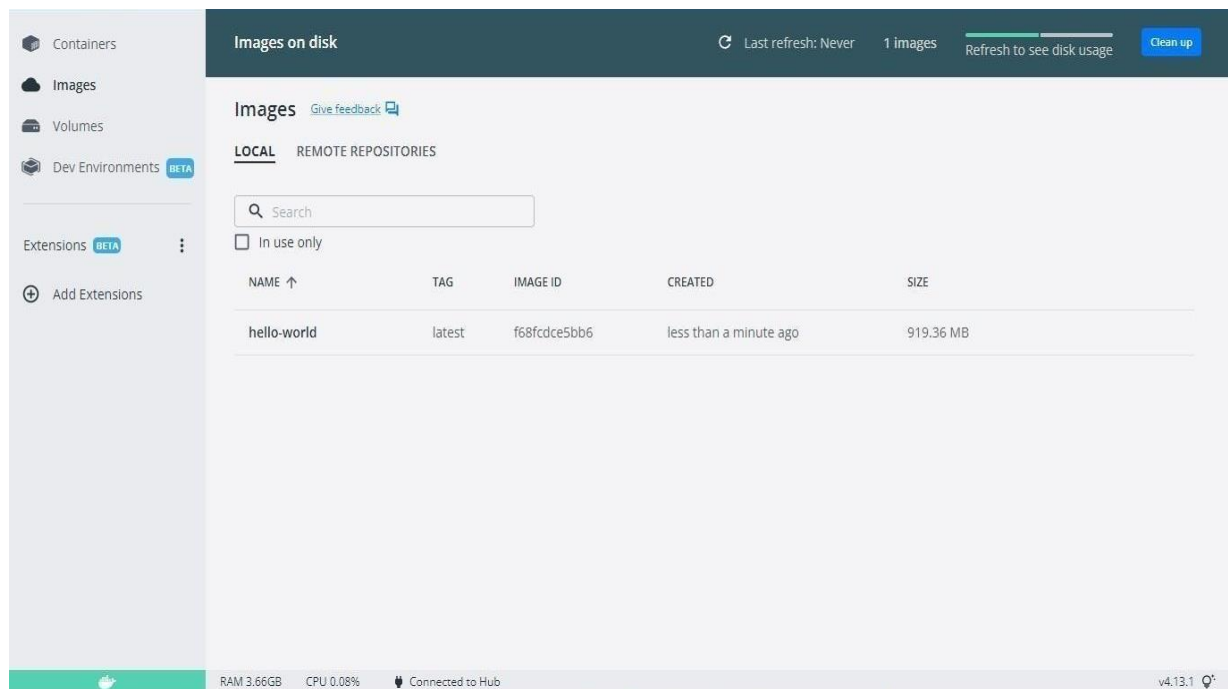 Containers
Images
Volumes
Dev Environments BETA
Extensions BETA
Add Extensions
Images on disk
Last refresh: Never
1 images
Refresh to see disk usage
Clean up
Images Give feedback
LOCAL REMOTE REPOSITORIES
Search
In use only
NAME TAG IMAGE ID CREATED SIZE
hello-world latest f68fcdce5bb6 less than a minute ago 919.36 MB
RAM 3.66GB CPU 0.08% Connected to Hub v4.13.1